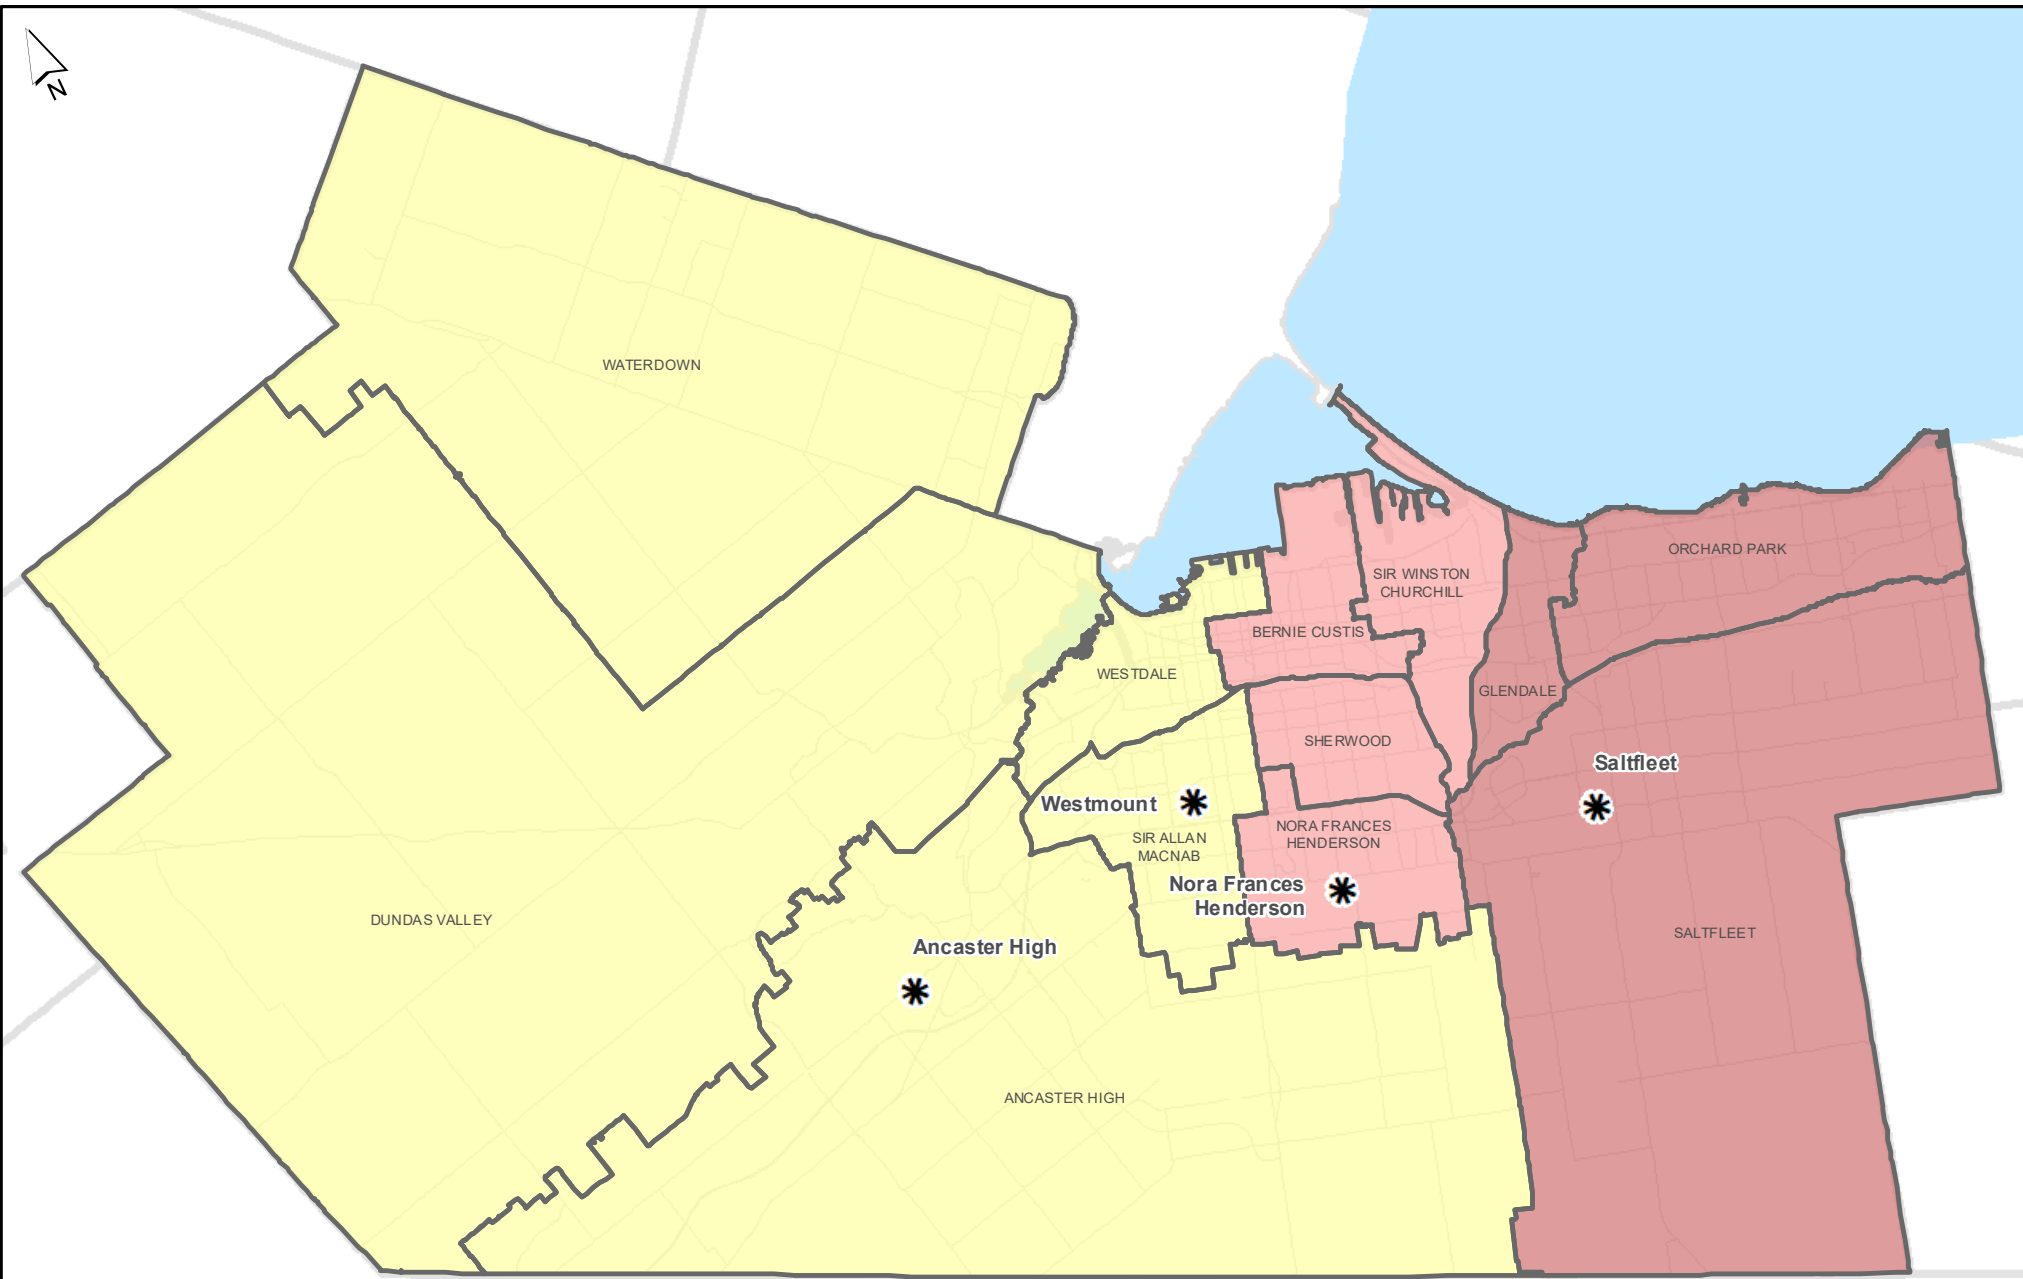 N
WATERDOWN
ORCHARD PARK
SIR WINSTON
CHURCHILL
BERNIE CUSTIS
WESTDALE
GLENDALE
SHERWOOD
Saltfleet
Westmount
SIR ALLAN
MACNAB
NORA FRANCES
HENDERSON
Nora Frances
Henderson
DUNDAS VALLEY
SALTFLEET
Ancaster High
ANCASTER HIGH